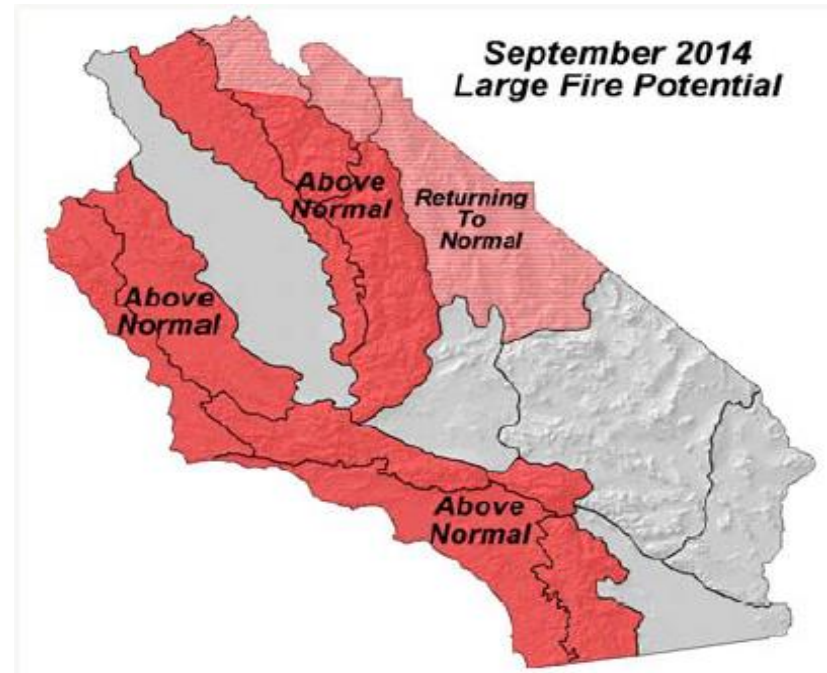 September 2014
Large Fire Potential
Above
Normal
Returning
To
Normal
Above
Normal
Above
Normal